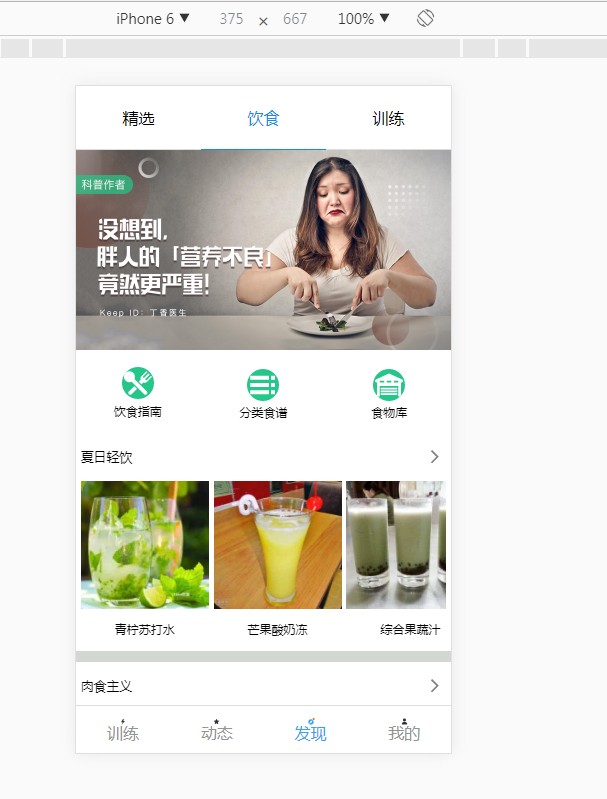 iPhone 6 ▼ 375 × 667 100% ▼
精选 饮食 训练
科普作者
没想到,
胖人的「营养不良」
竟然更严重!
Keep ID: 丁香医生
饮食指南 分类食谱 食物库
夏日轻饮
青柠苏打水 芒果酸奶冻 综合果蔬汁
肉食主义
训练 动态 发现 我的